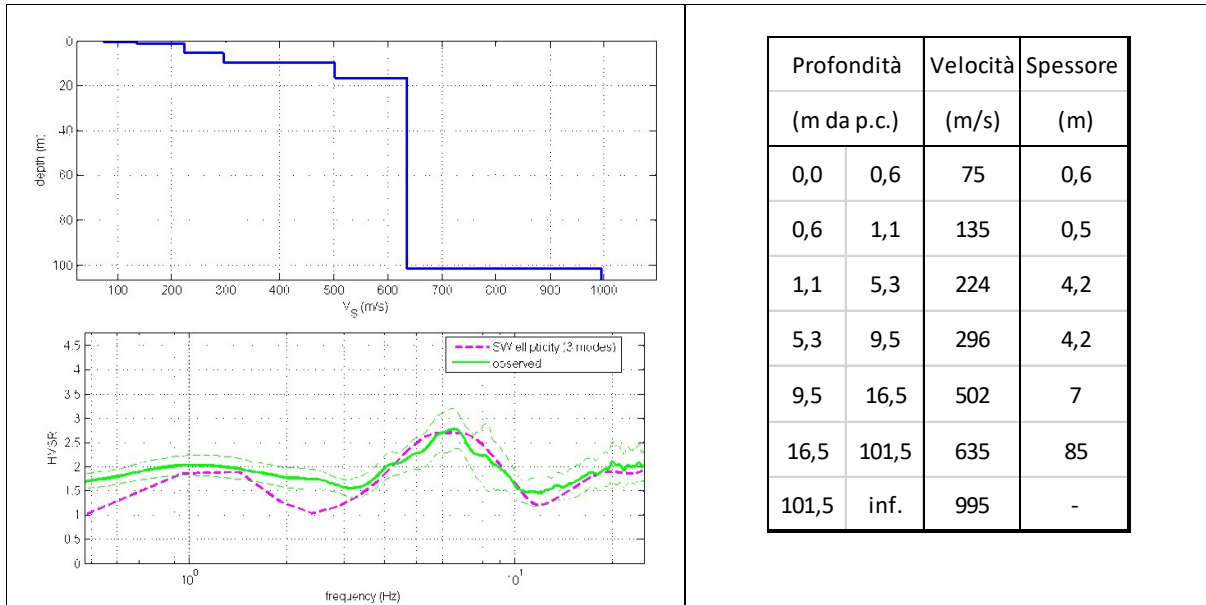 0
20
40
60
80
100
depth (m)
100 200 300 400 500 600 700 800 900 1000
V_S (m/s)
4.5
4
3.5
3
2.5
2
1.5
1
0.5
0
HVSR
SW ellipticity (3 modes)
observed
10^0 10^1
frequency (Hz)
Profondità Velocità Spessore
(m da p.c.) (m/s) (m)
0,0 0,6 75 0,6
0,6 1,1 135 0,5
1,1 5,3 224 4,2
5,3 9,5 296 4,2
9,5 16,5 502 7
16,5 101,5 635 85
101,5 inf. 995 -